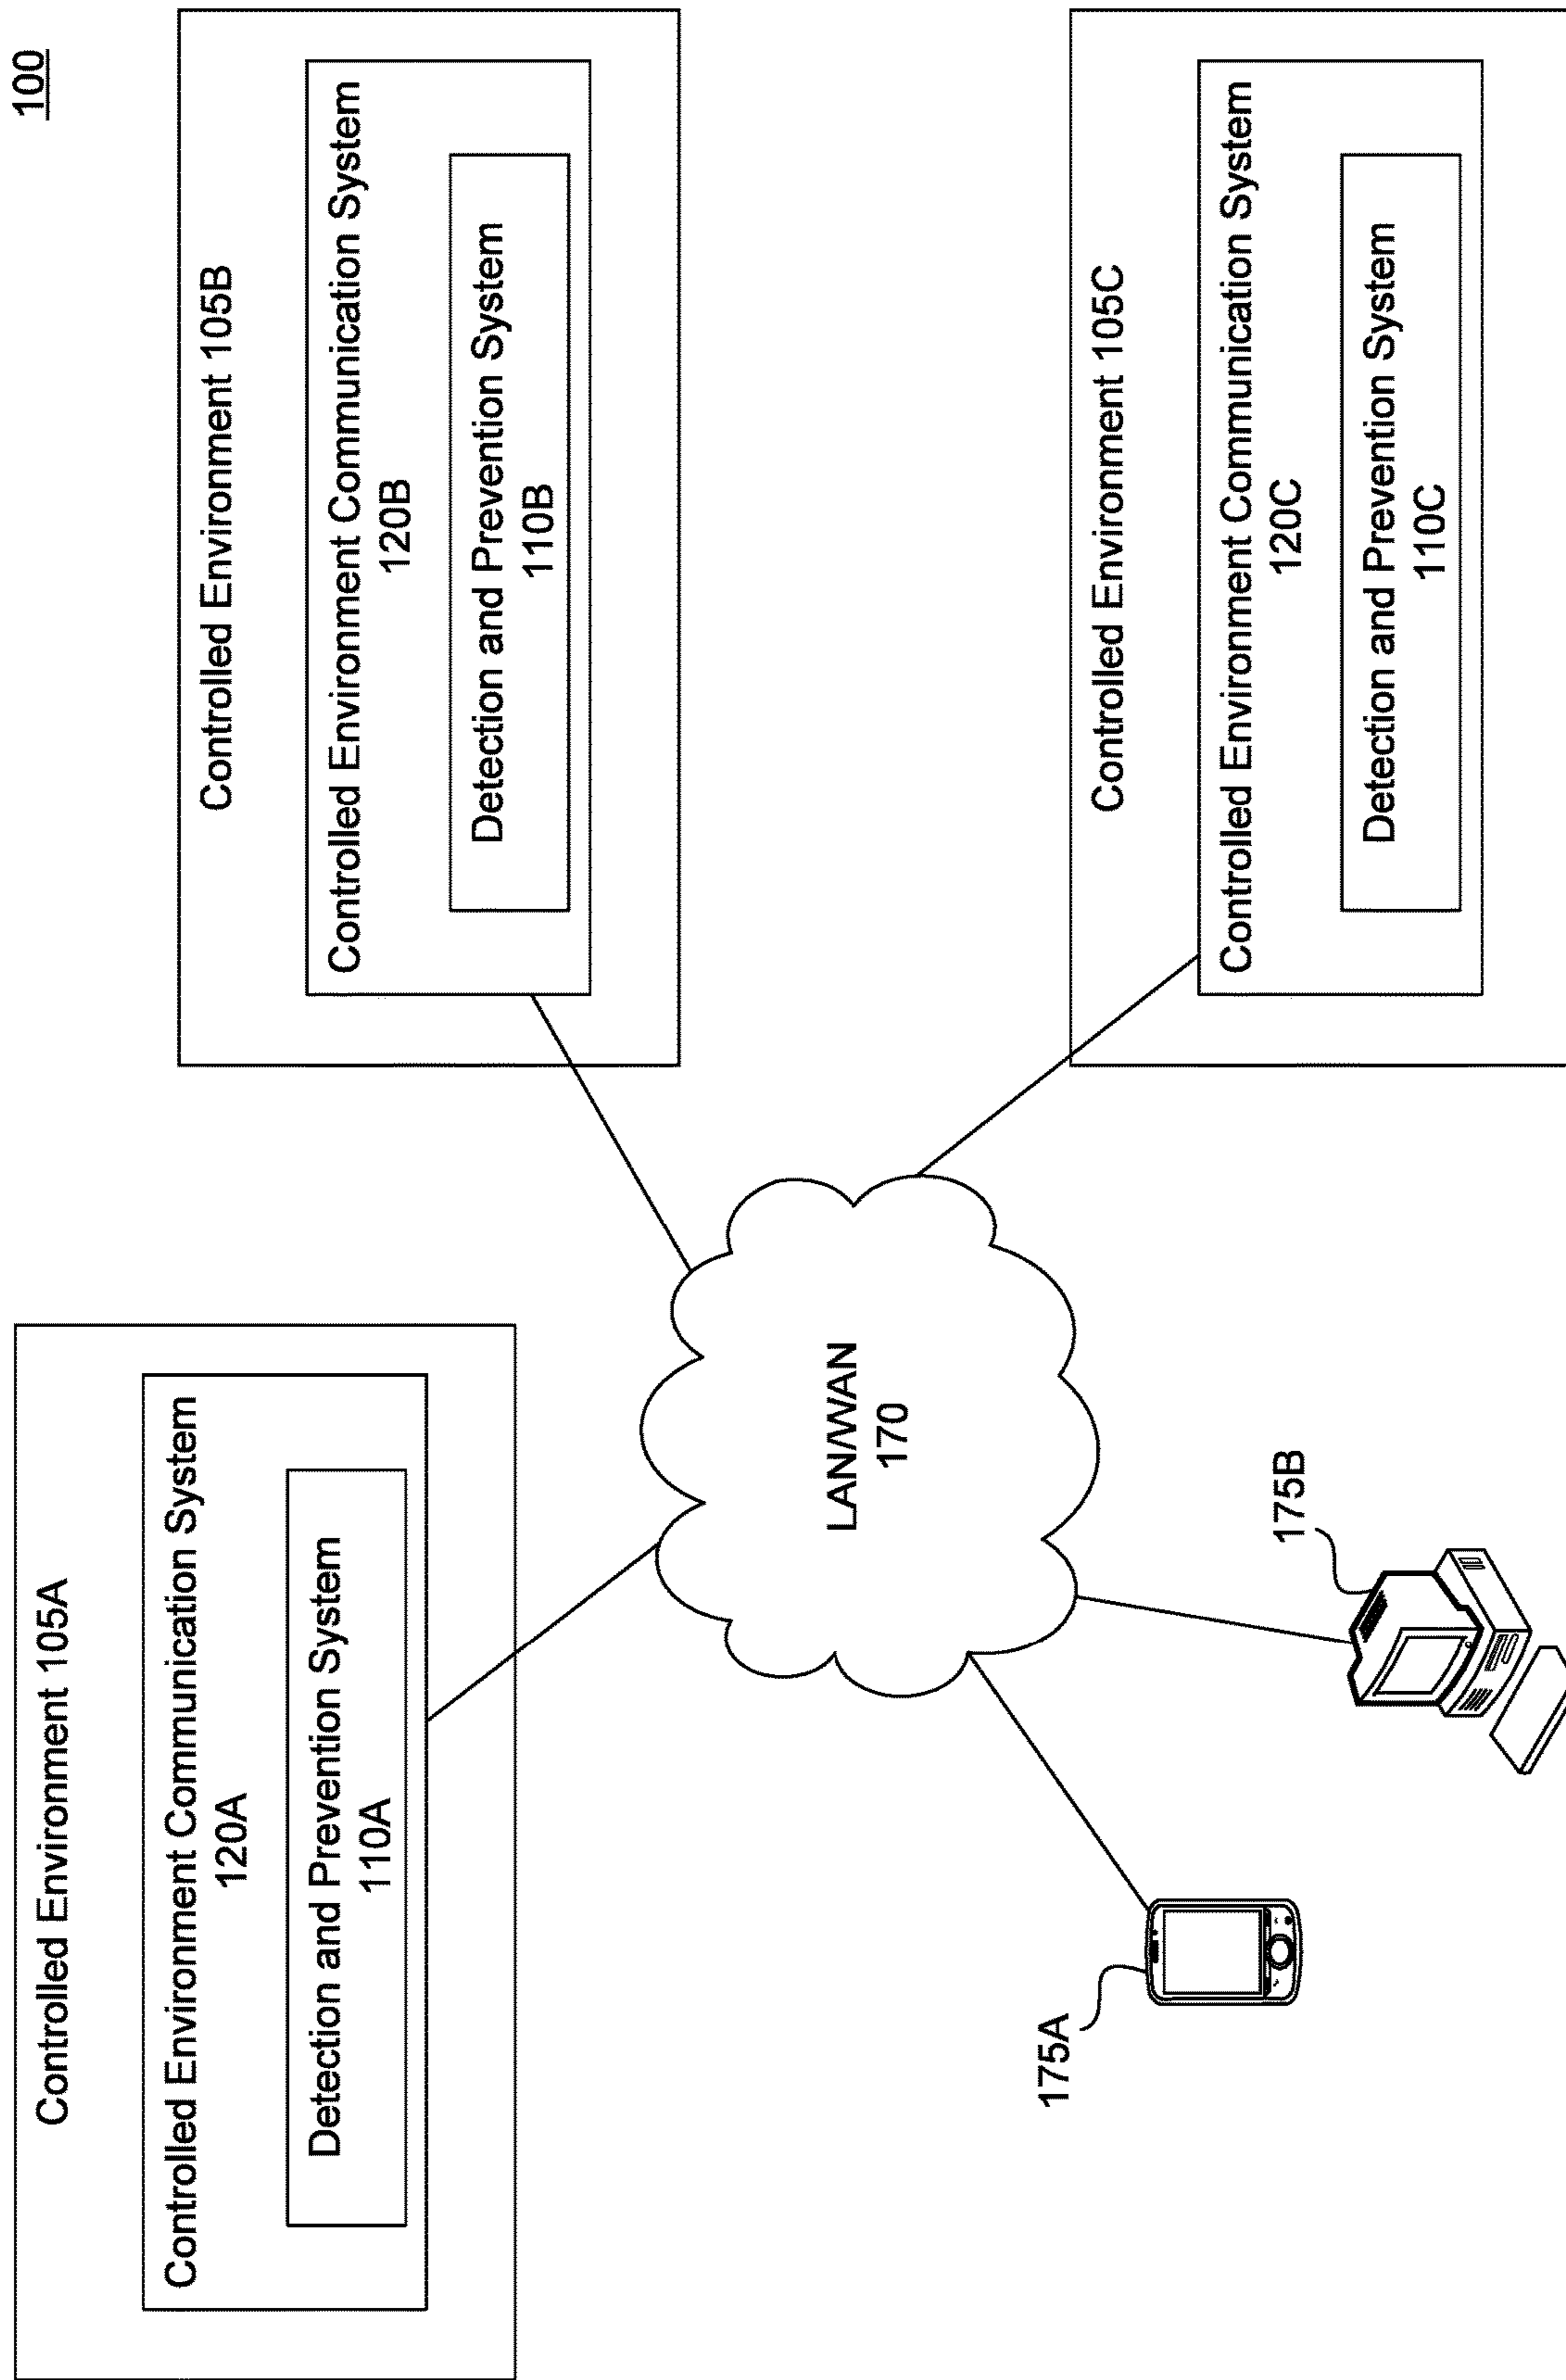 100
Controlled Environment 105A
Controlled Environment Communication System
120A
Detection and Prevention System
110A
Controlled Environment 105B
Controlled Environment Communication System
120B
Detection and Prevention System
110B
LAN/WAN
170
175A
175B
Controlled Environment 105C
Controlled Environment Communication System
120C
Detection and Prevention System
110C